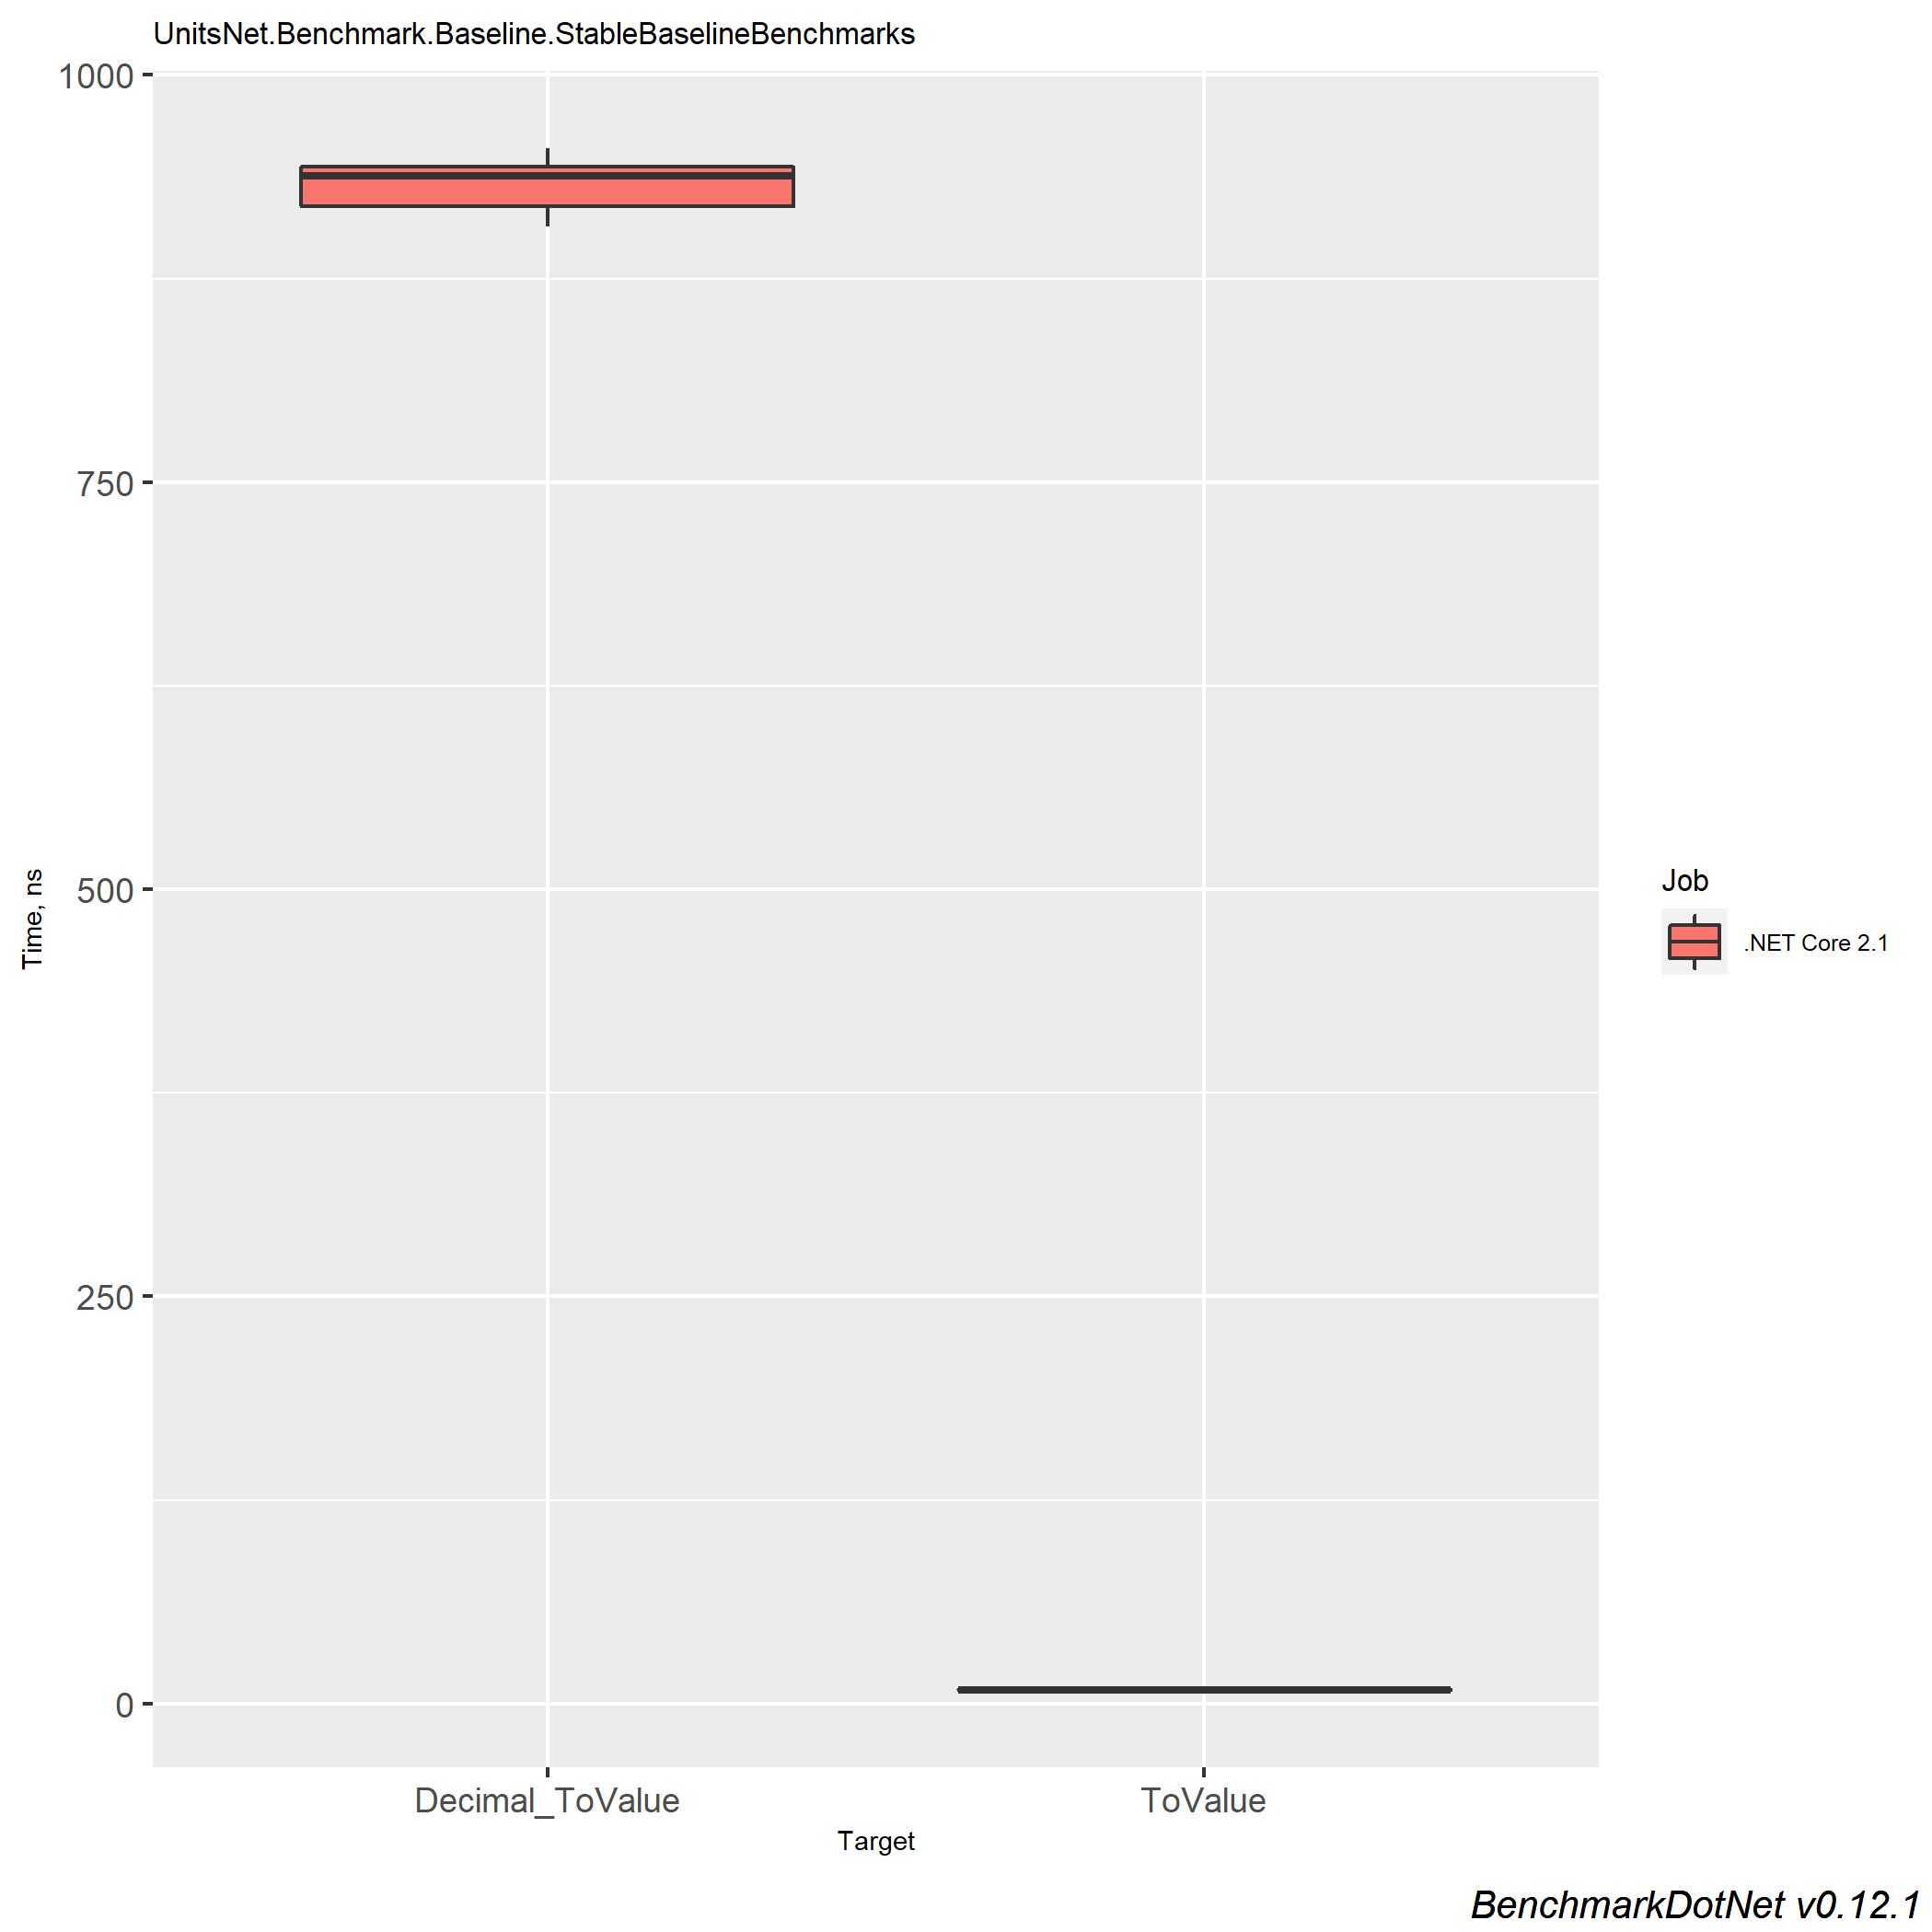 UnitsNet.Benchmark.Baseline.StableBaselineBenchmarks
1000
750
500
250
0
Time, ns
Decimal_ToValue
ToValue
Target
Job
.NET Core 2.1
BenchmarkDotNet v0.12.1